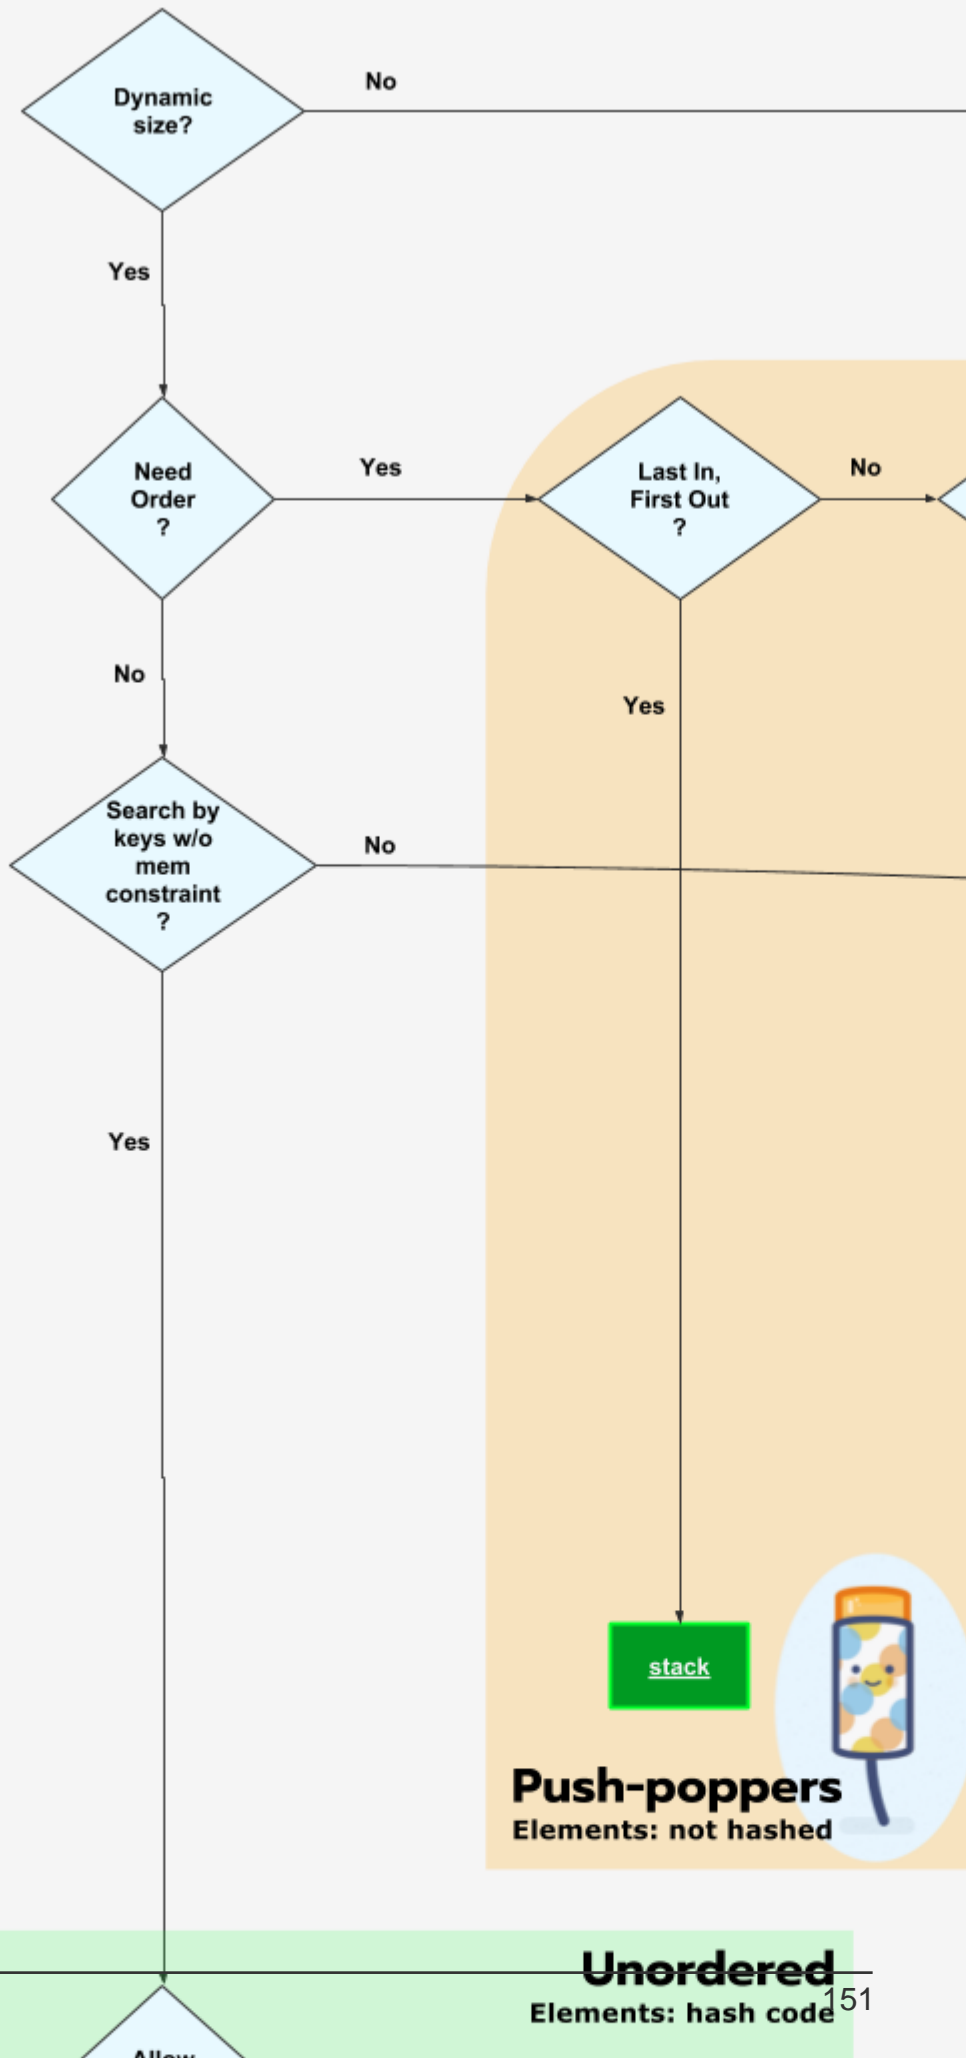 No
Dynamic
size?
Yes
Need
Order
?
Yes
Last In,
First Out
?
No
No
Yes
Search by
keys w/o
mem
constraint
?
No
Yes
stack
Push-poppers
Elements: not hashed
Unordered
151
Elements: hash code
Allow